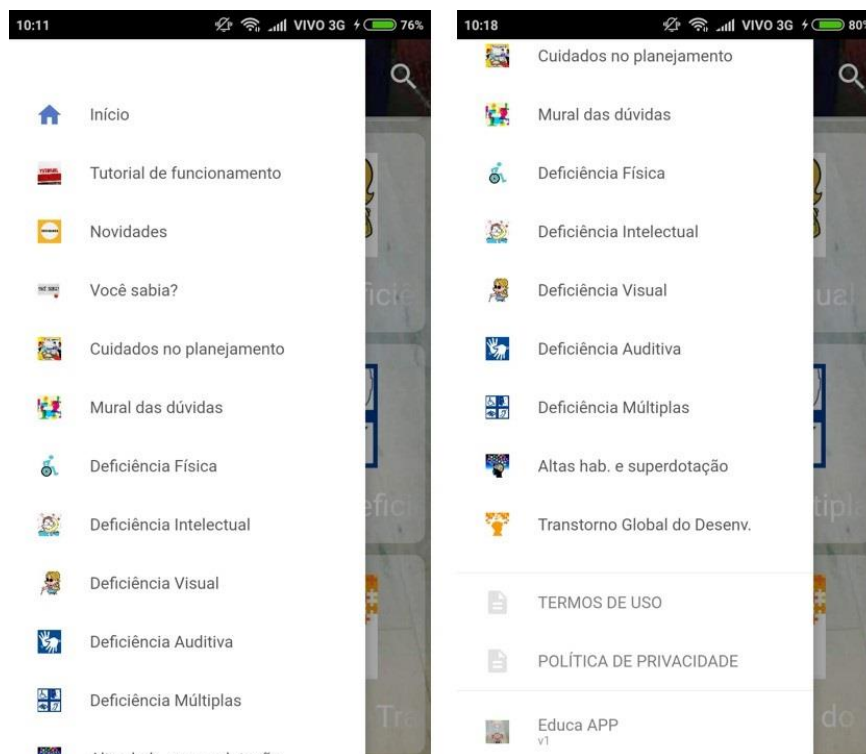 10:11 VIVO 3G 76%
Início
Tutorial de funcionamento
Novidades
Você sabia?
Cuidados no planejamento
Mural das dúvidas
Deficiência Física
Deficiência Intelectual
Deficiência Visual
Deficiência Auditiva
Deficiência Múltiplas
10:18 VIVO 3G 80%
Cuidados no planejamento
Mural das dúvidas
Deficiência Física
Deficiência Intelectual
Deficiência Visual
Deficiência Auditiva
Deficiência Múltiplas
Altas hab. e superdotação
Transtorno Global do Desenv.
TERMOS DE USO
POLÍTICA DE PRIVACIDADE
Educa APP
v1